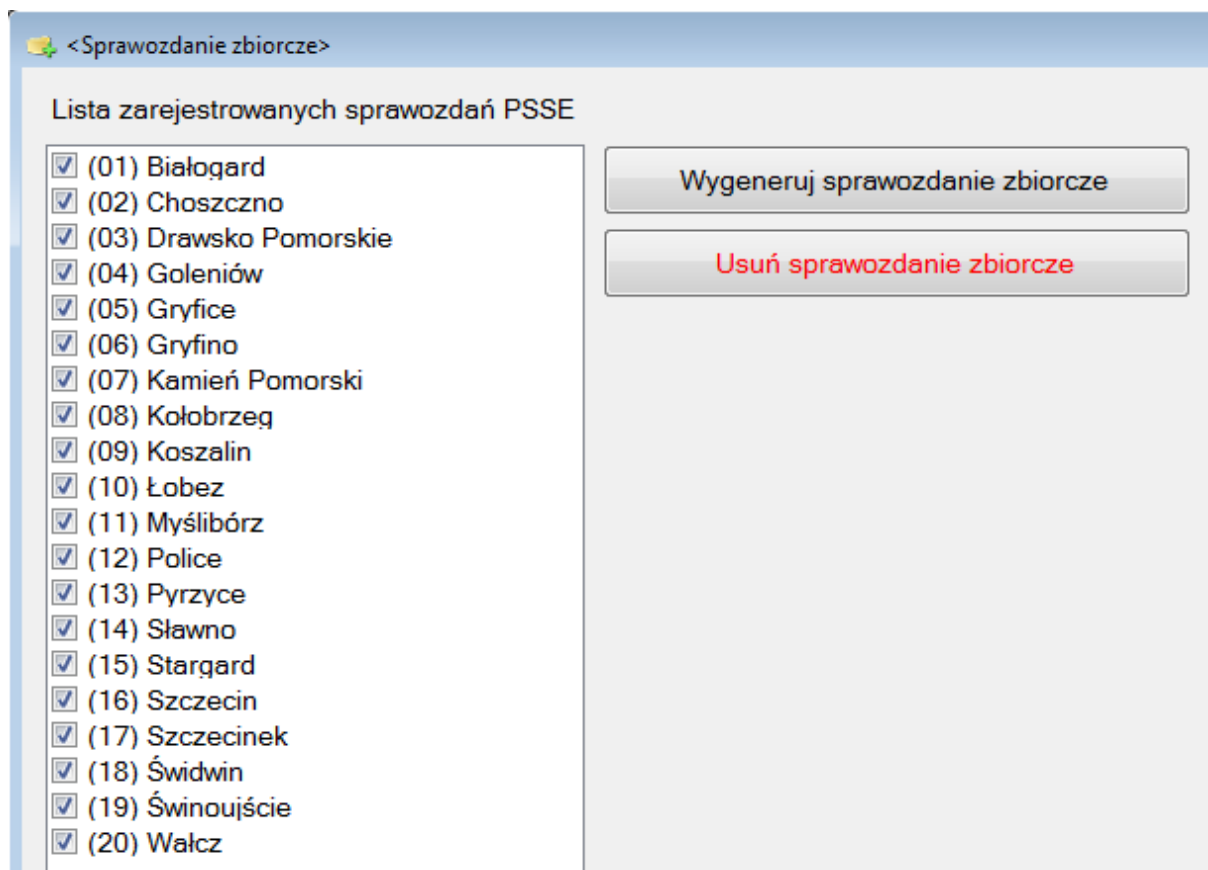 <Sprawozdanie zbiorcze>
Lista zarejestrowanych sprawozdań PSSE
(01) Białogard
(02) Choszczno
(03) Drawsko Pomorskie
(04) Goleniów
(05) Gryfice
(06) Gryfino
(07) Kamień Pomorski
(08) Kołobrzeg
(09) Koszalin
(10) Łobez
(11) Myślibórz
(12) Police
(13) Pyrzyce
(14) Sławno
(15) Stargard
(16) Szczecin
(17) Szczecinek
(18) Świdwin
(19) Świnoujście
(20) Wałcz
Wygeneruj sprawozdanie zbiorcze
Usuń sprawozdanie zbiorcze